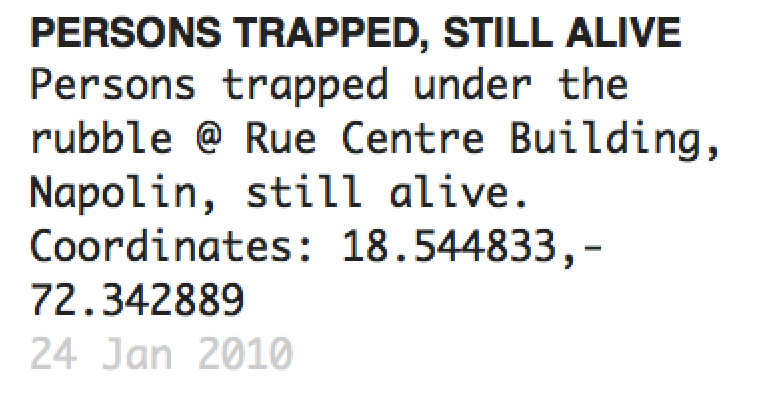 PERSONS TRAPPED, STILL ALIVE
Persons trapped under the
rubble @ Rue Centre Building,
Napolin, still alive.
Coordinates: 18.544833,-
72.342889
24 Jan 2010